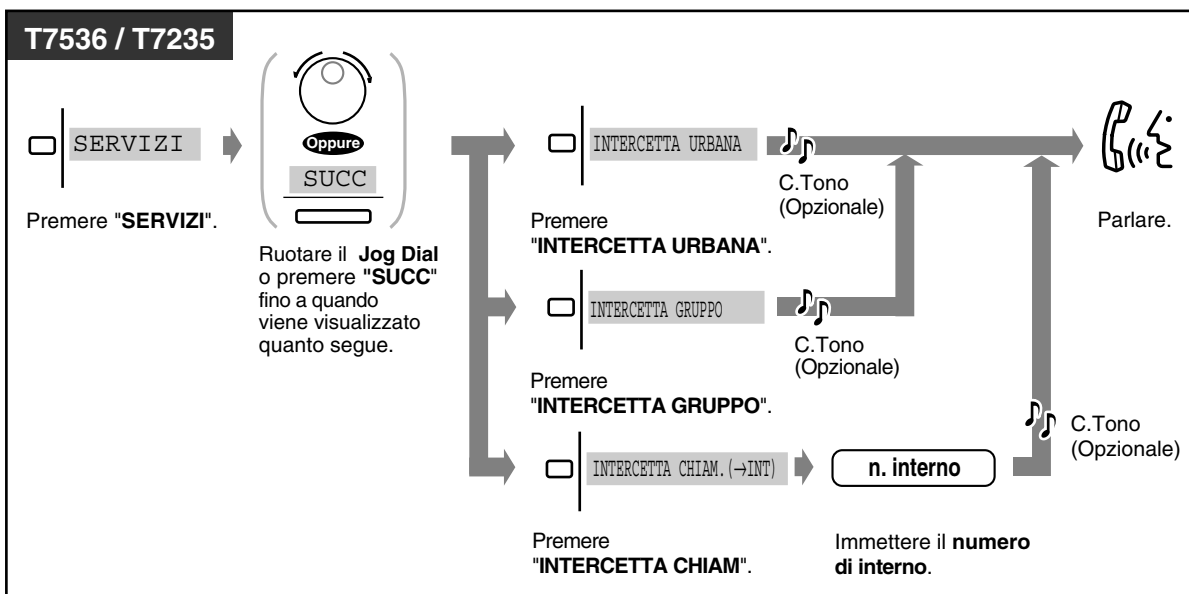 T7536 / T7235
SERVIZI
Premere "SERVIZI".
Oppure
SUCC
Ruotare il Jog Dial
o premere "SUCC"
fino a quando
viene visualizzato
quanto segue.
INTERCETTA URBANA
C.Tono
(Opzionale)
Premere
"INTERCETTA URBANA".
Parlare.
INTERCETTA GRUPPO
C.Tono
(Opzionale)
Premere
"INTERCETTA GRUPPO".
INTERCETTA CHIAM.(→INT)
n. interno
C.Tono
(Opzionale)
Premere
"INTERCETTA CHIAM".
Immettere il numero
di interno.